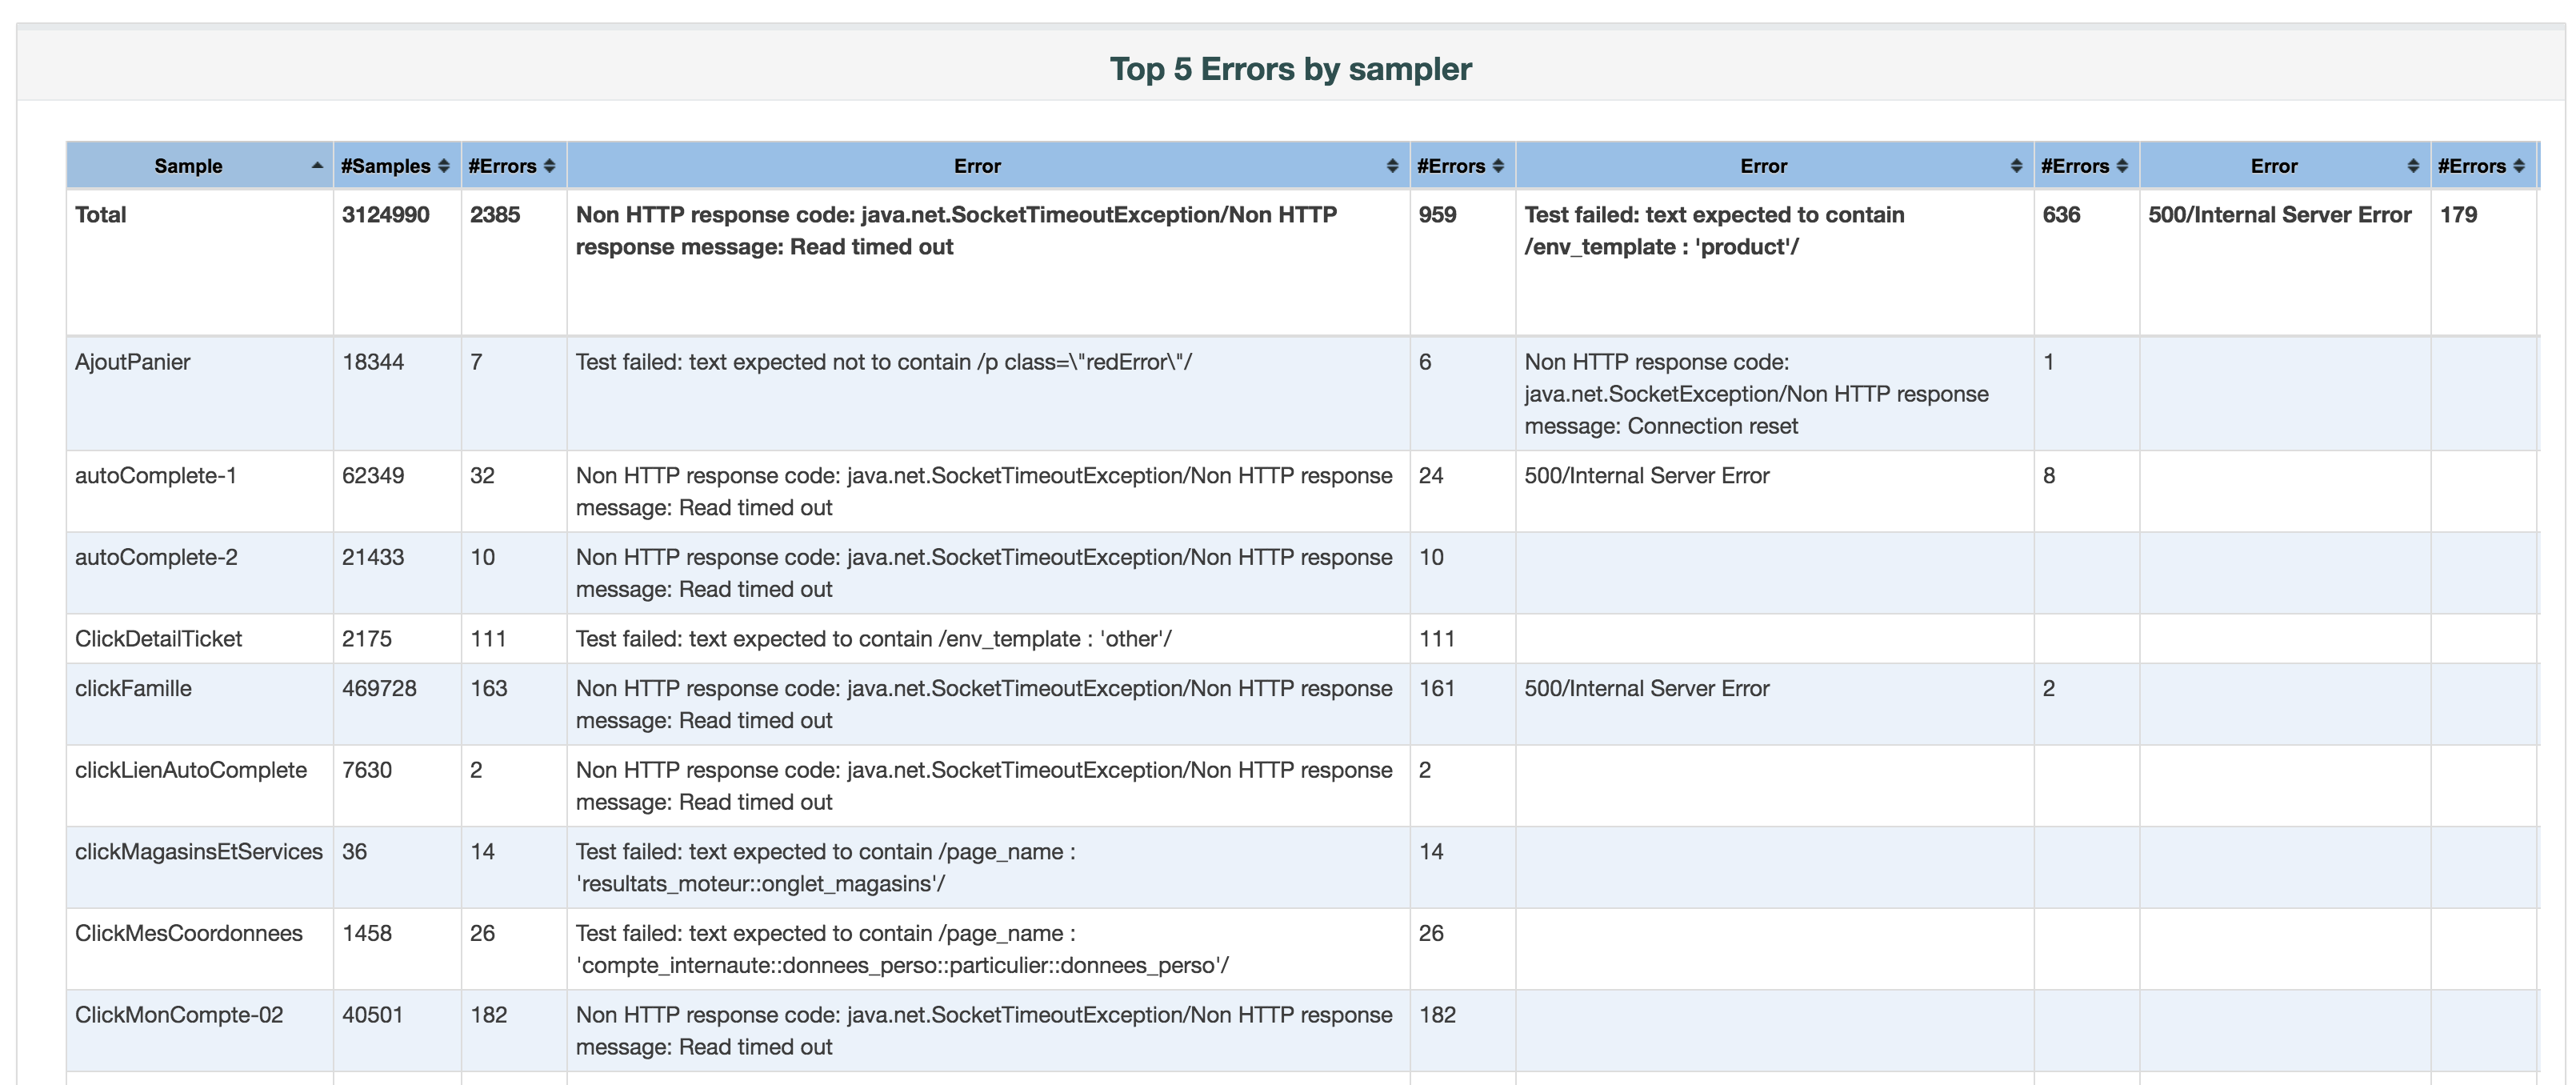 Top 5 Errors by sampler
Sample #Samples #Errors Error #Errors Error #Errors Error #Errors
Total 3124990 2385 Non HTTP response code: java.net.SocketTimeoutException/Non HTTP 959 Test failed: text expected to contain 636 500/Internal Server Error 179
response message: Read timed out /env_template : 'product'/
AjoutPanier 18344 7 Test failed: text expected not to contain /p class=\"redError\"/ 6 Non HTTP response code: 1
java.net.SocketException/Non HTTP response
message: Connection reset
autoComplete-1 62349 32 Non HTTP response code: java.net.SocketTimeoutException/Non HTTP response 24 500/Internal Server Error 8
message: Read timed out
autoComplete-2 21433 10 Non HTTP response code: java.net.SocketTimeoutException/Non HTTP response 10
message: Read timed out
ClickDetailTicket 2175 111 Test failed: text expected to contain /env_template : 'other'/ 111
clickFamille 469728 163 Non HTTP response code: java.net.SocketTimeoutException/Non HTTP response 161 500/Internal Server Error 2
message: Read timed out
clickLienAutoComplete 7630 2 Non HTTP response code: java.net.SocketTimeoutException/Non HTTP response 2
message: Read timed out
clickMagasinsEtServices 36 14 Test failed: text expected to contain /page_name : 14
'resultats_moteur::onglet_magasins'/
ClickMesCoordonnees 1458 26 Test failed: text expected to contain /page_name : 26
'compte_internaute::donnees_perso::particulier::donnees_perso'/
ClickMonCompte-02 40501 182 Non HTTP response code: java.net.SocketTimeoutException/Non HTTP response 182
message: Read timed out